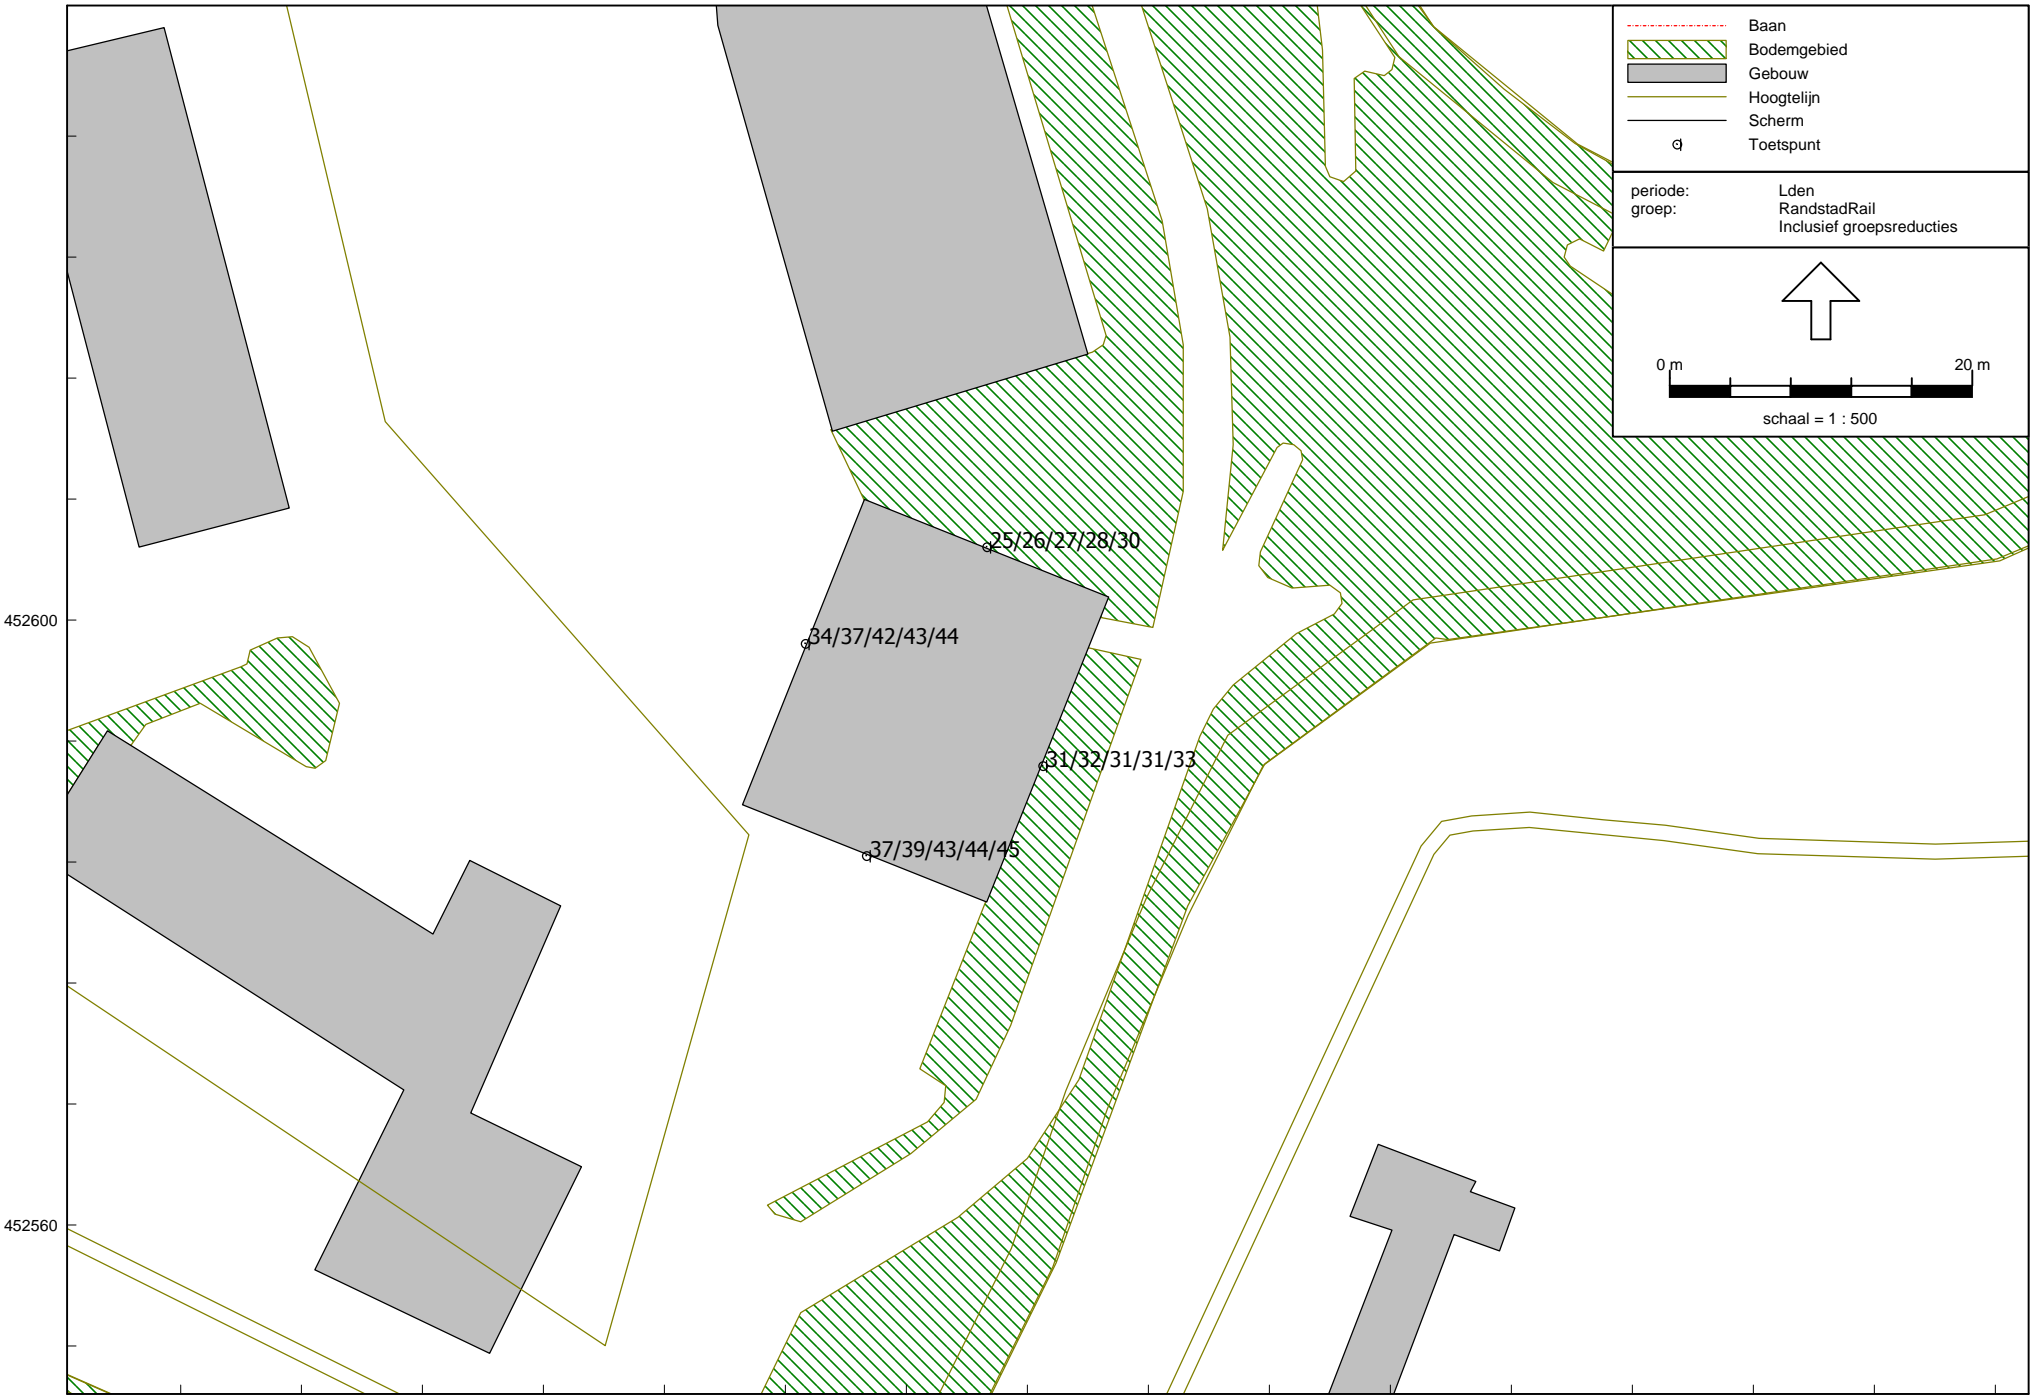 Baan
Bodemgebied
Gebouw
Hoogtelijn
Scherm
Toetspunt
periode: Lden
groep: RandstadRail
Inclusief groepsreducties
0 m 20 m
schaal = 1 : 500
25/26/27/28/30
452600
34/37/42/43/44
31/32/31/31/33
37/39/43/44/45
452560